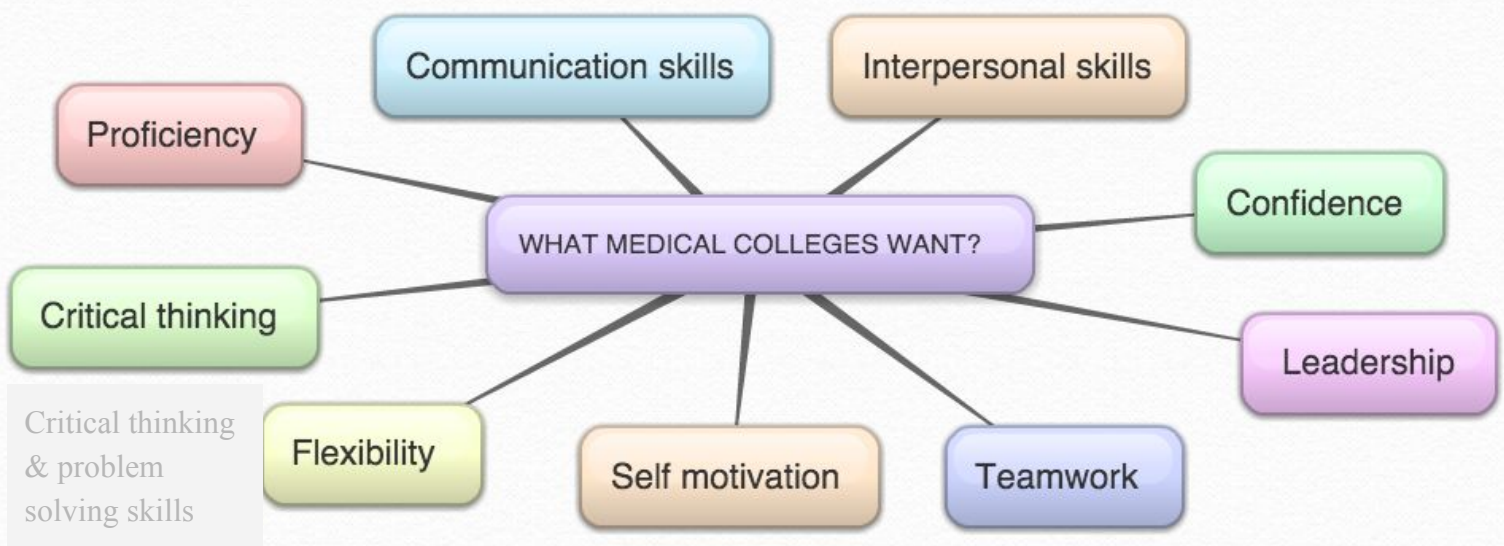 Communication skills
Interpersonal skills
Proficiency
Confidence
WHAT MEDICAL COLLEGES WANT?
Critical thinking
Leadership
Critical thinking
& problem
solving skills
Flexibility
Self motivation
Teamwork